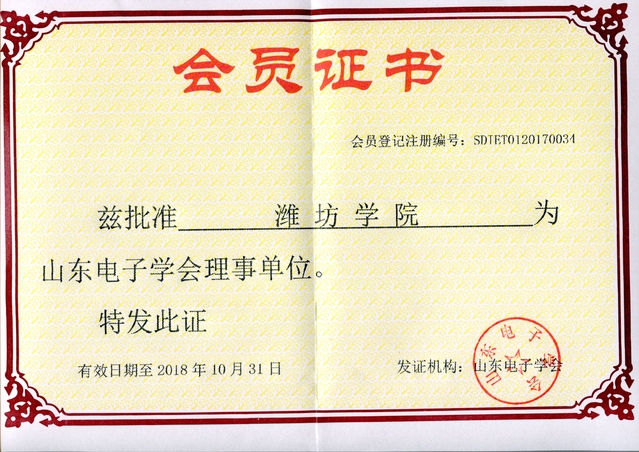 会员证书
会员登记注册编号：SDIET0120170034
兹批准 潍坊学院 为
山东电子学会理事单位。
特发此证
有效日期至2018年10月31日
发证机构：山东电子学会
山东电子学会